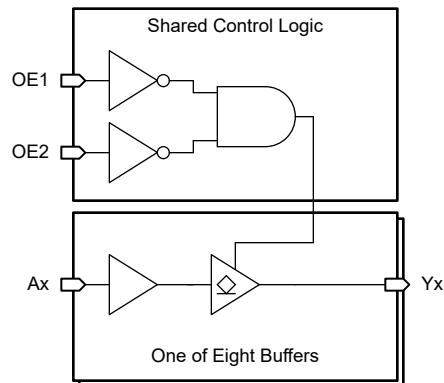 Shared Control Logic
OE1
OE2
Ax
Yx
One of Eight Buffers